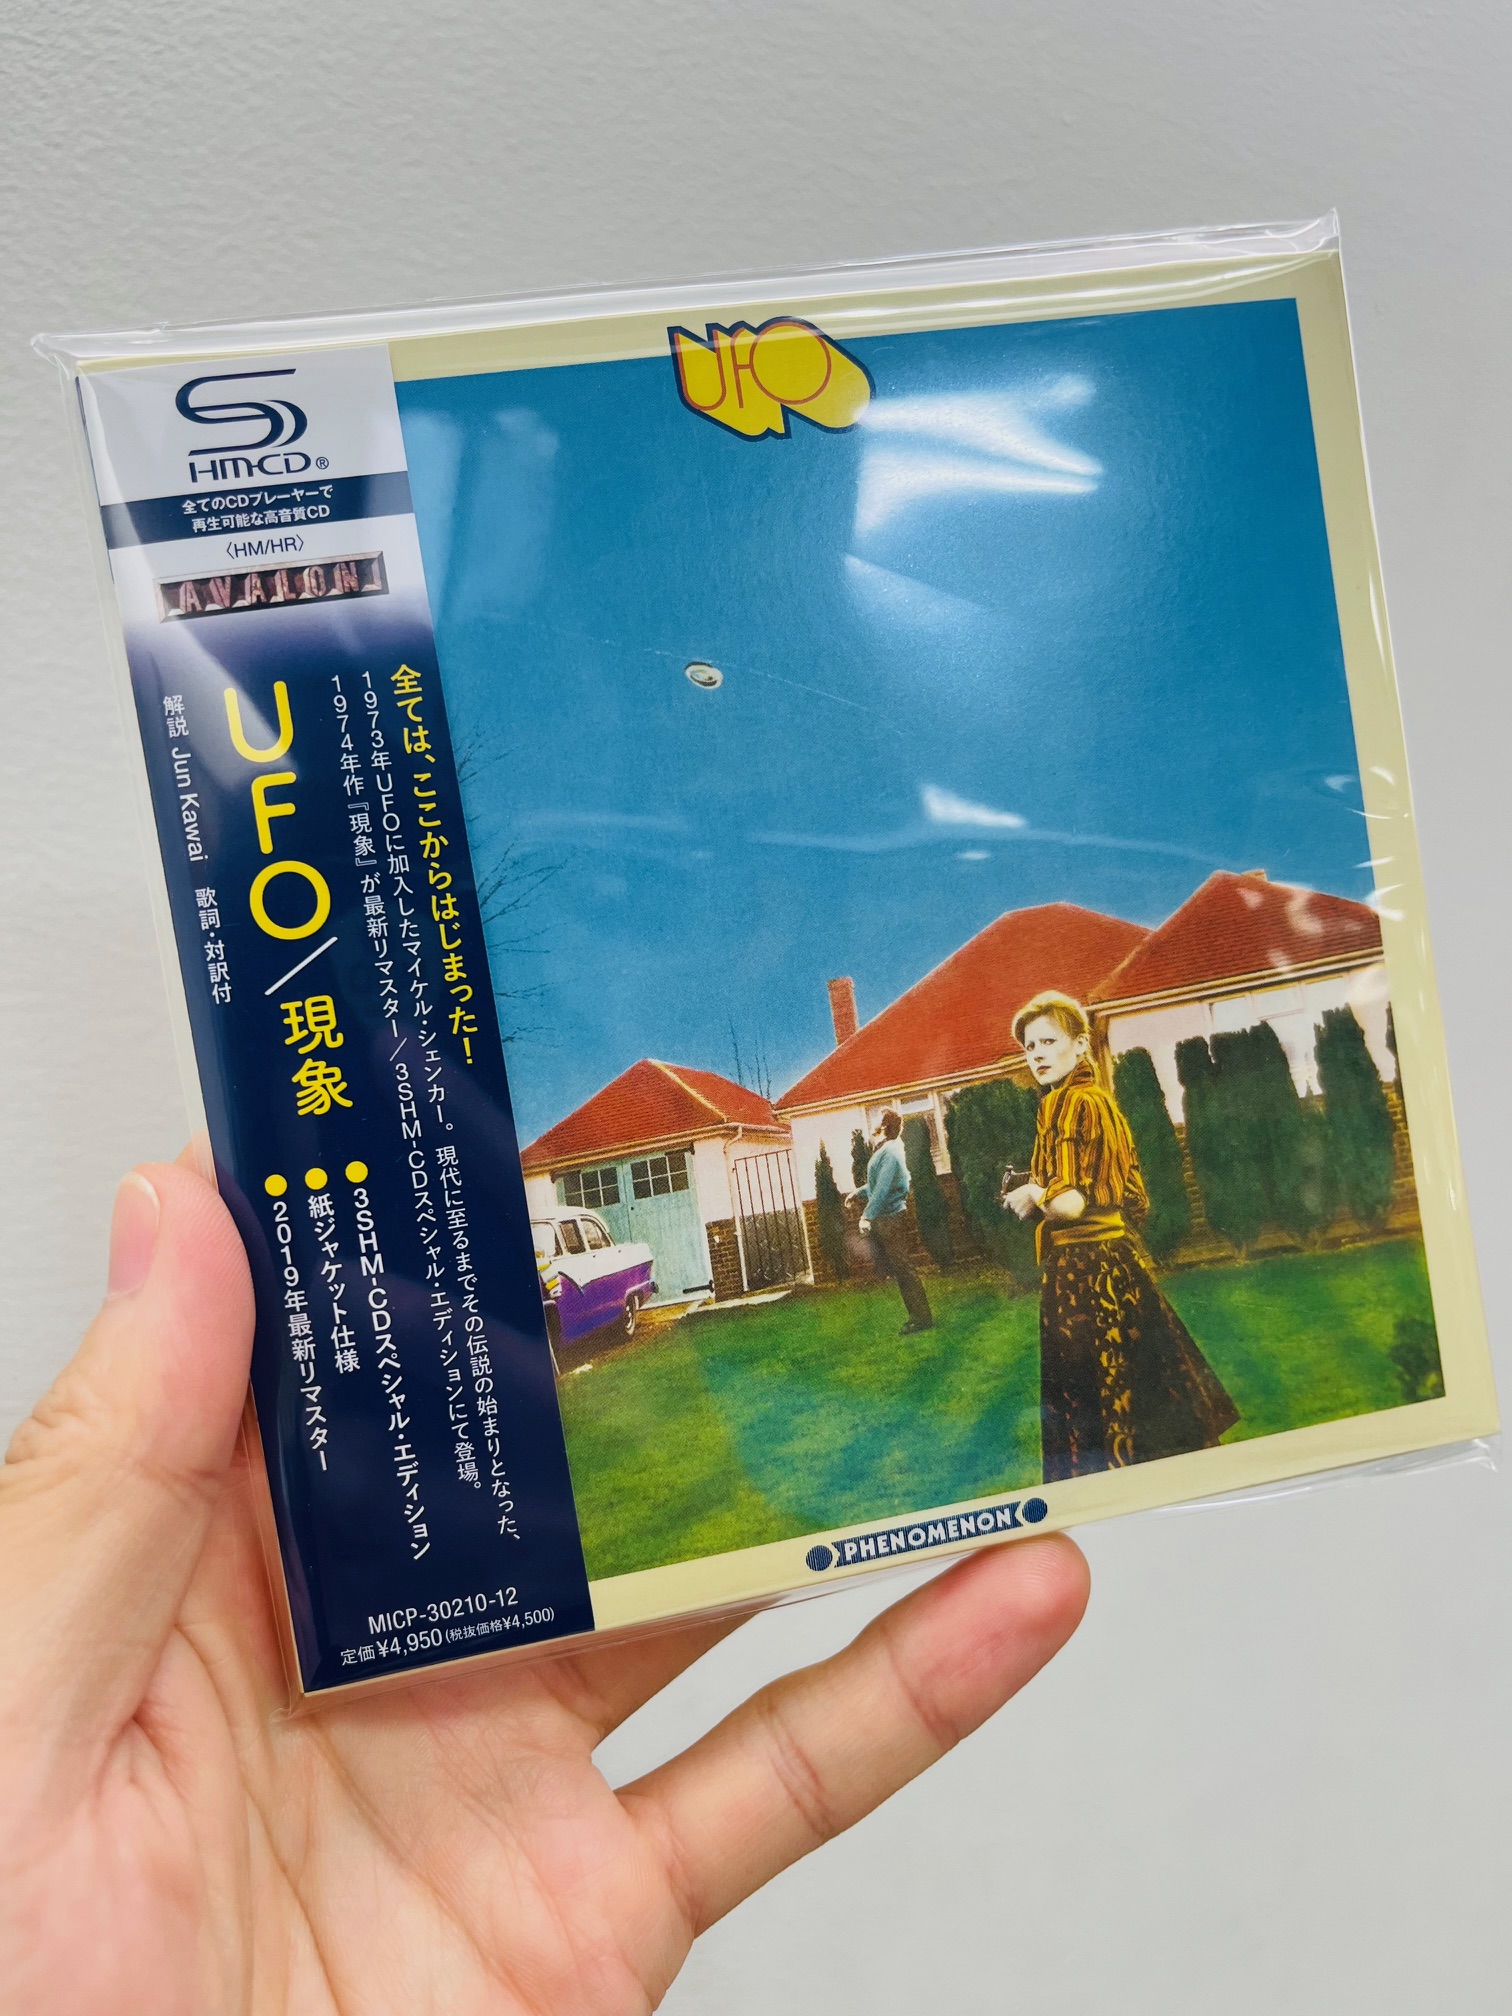 UFO
SHM-CD®
全てのCDプレーヤーで
再生可能な高音質CD
〈HM/HR〉
AVALON
全ては、ここからはじまった!
1973年UFOに加入したマイケル・シェンカー。現代に至るまでその伝説の始まりとなった、
1974年作『現象』が最新リマスター/3SHM-CDスペシャル・エディションにて登場。
UFO/現象
●3SHM-CDスペシャル・エディション
●紙ジャケット仕様
●2019年最新リマスター
解説 Jun Kawai 歌詞・対訳付
MICP-30210-12
定価¥4,950(税抜価格¥4,500)
PHENOMENON